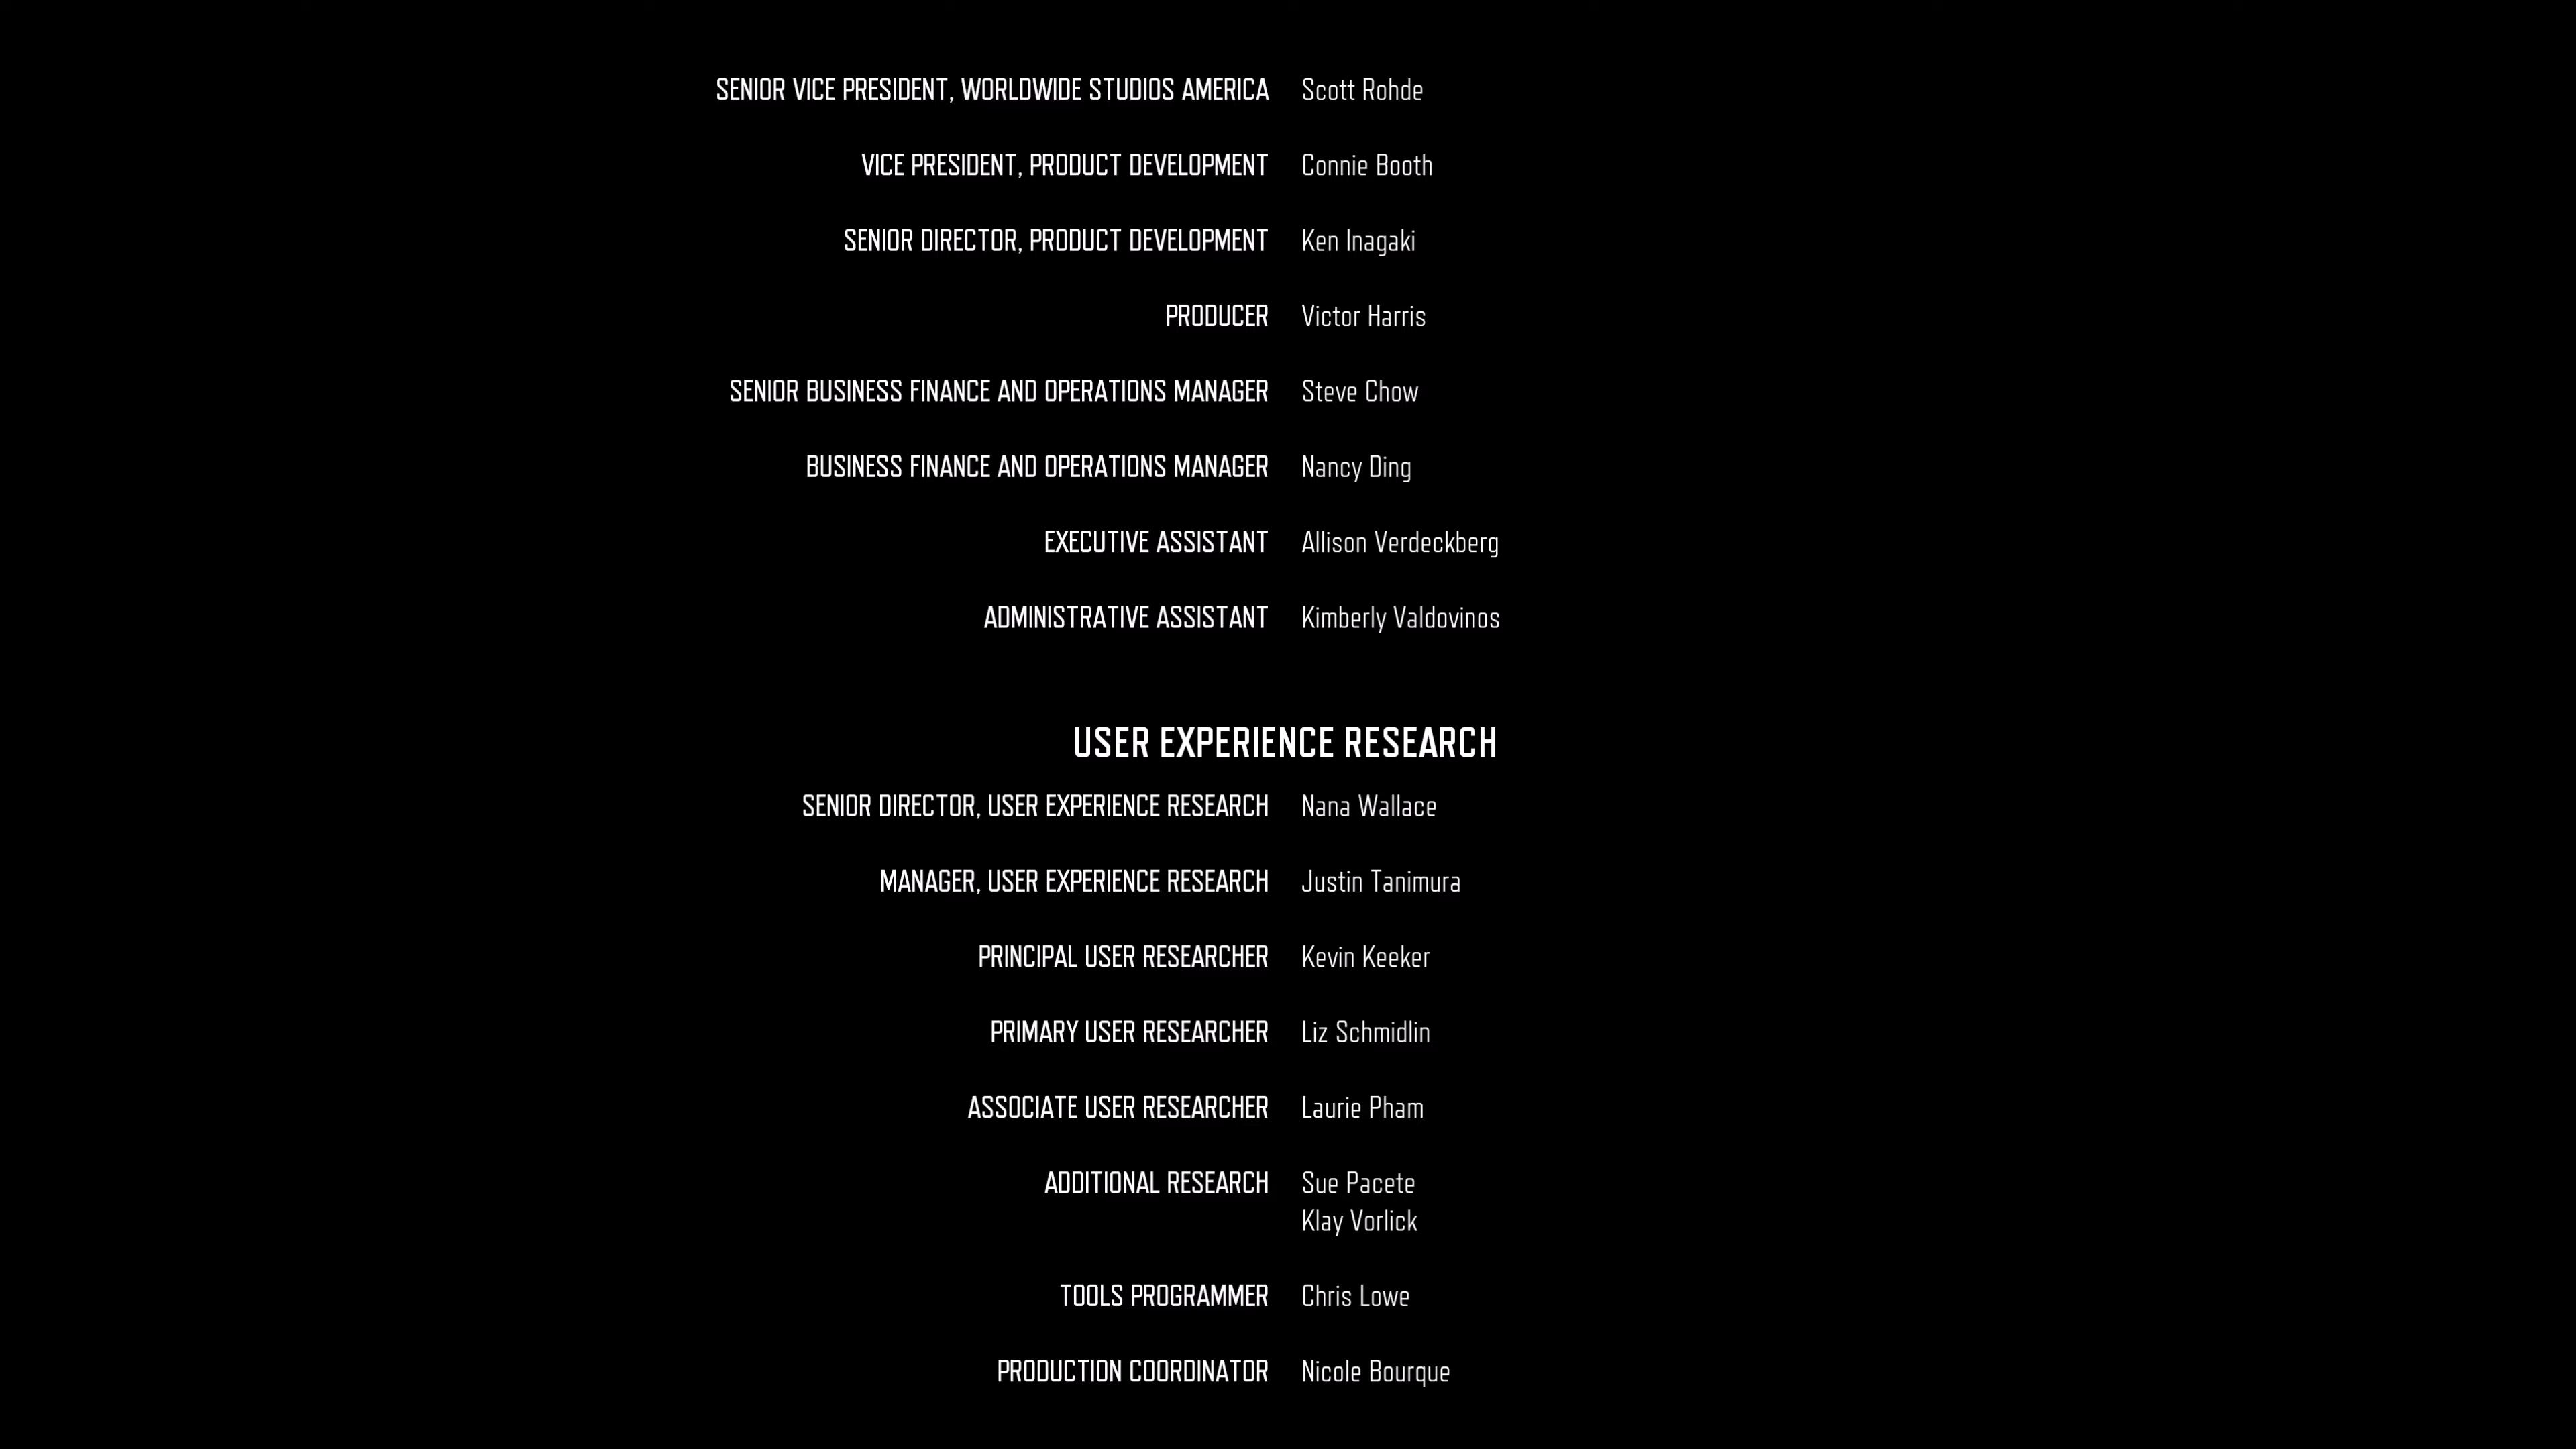 SENIOR VICE PRESIDENT, WORLDWIDE STUDIOS AMERICA Scott Rohde
VICE PRESIDENT, PRODUCT DEVELOPMENT Connie Booth
SENIOR DIRECTOR, PRODUCT DEVELOPMENT Ken Inagaki
PRODUCER Victor Harris
SENIOR BUSINESS FINANCE AND OPERATIONS MANAGER Steve Chow
BUSINESS FINANCE AND OPERATIONS MANAGER Nancy Ding
EXECUTIVE ASSISTANT Allison Verdeckberg
ADMINISTRATIVE ASSISTANT Kimberly Valdovinos
USER EXPERIENCE RESEARCH
SENIOR DIRECTOR, USER EXPERIENCE RESEARCH Nana Wallace
MANAGER, USER EXPERIENCE RESEARCH Justin Tanimura
PRINCIPAL USER RESEARCHER Kevin Keeker
PRIMARY USER RESEARCHER Liz Schmidlin
ASSOCIATE USER RESEARCHER Laurie Pham
ADDITIONAL RESEARCH Sue Pacete
Klay Vorlick
TOOLS PROGRAMMER Chris Lowe
PRODUCTION COORDINATOR Nicole Bourque